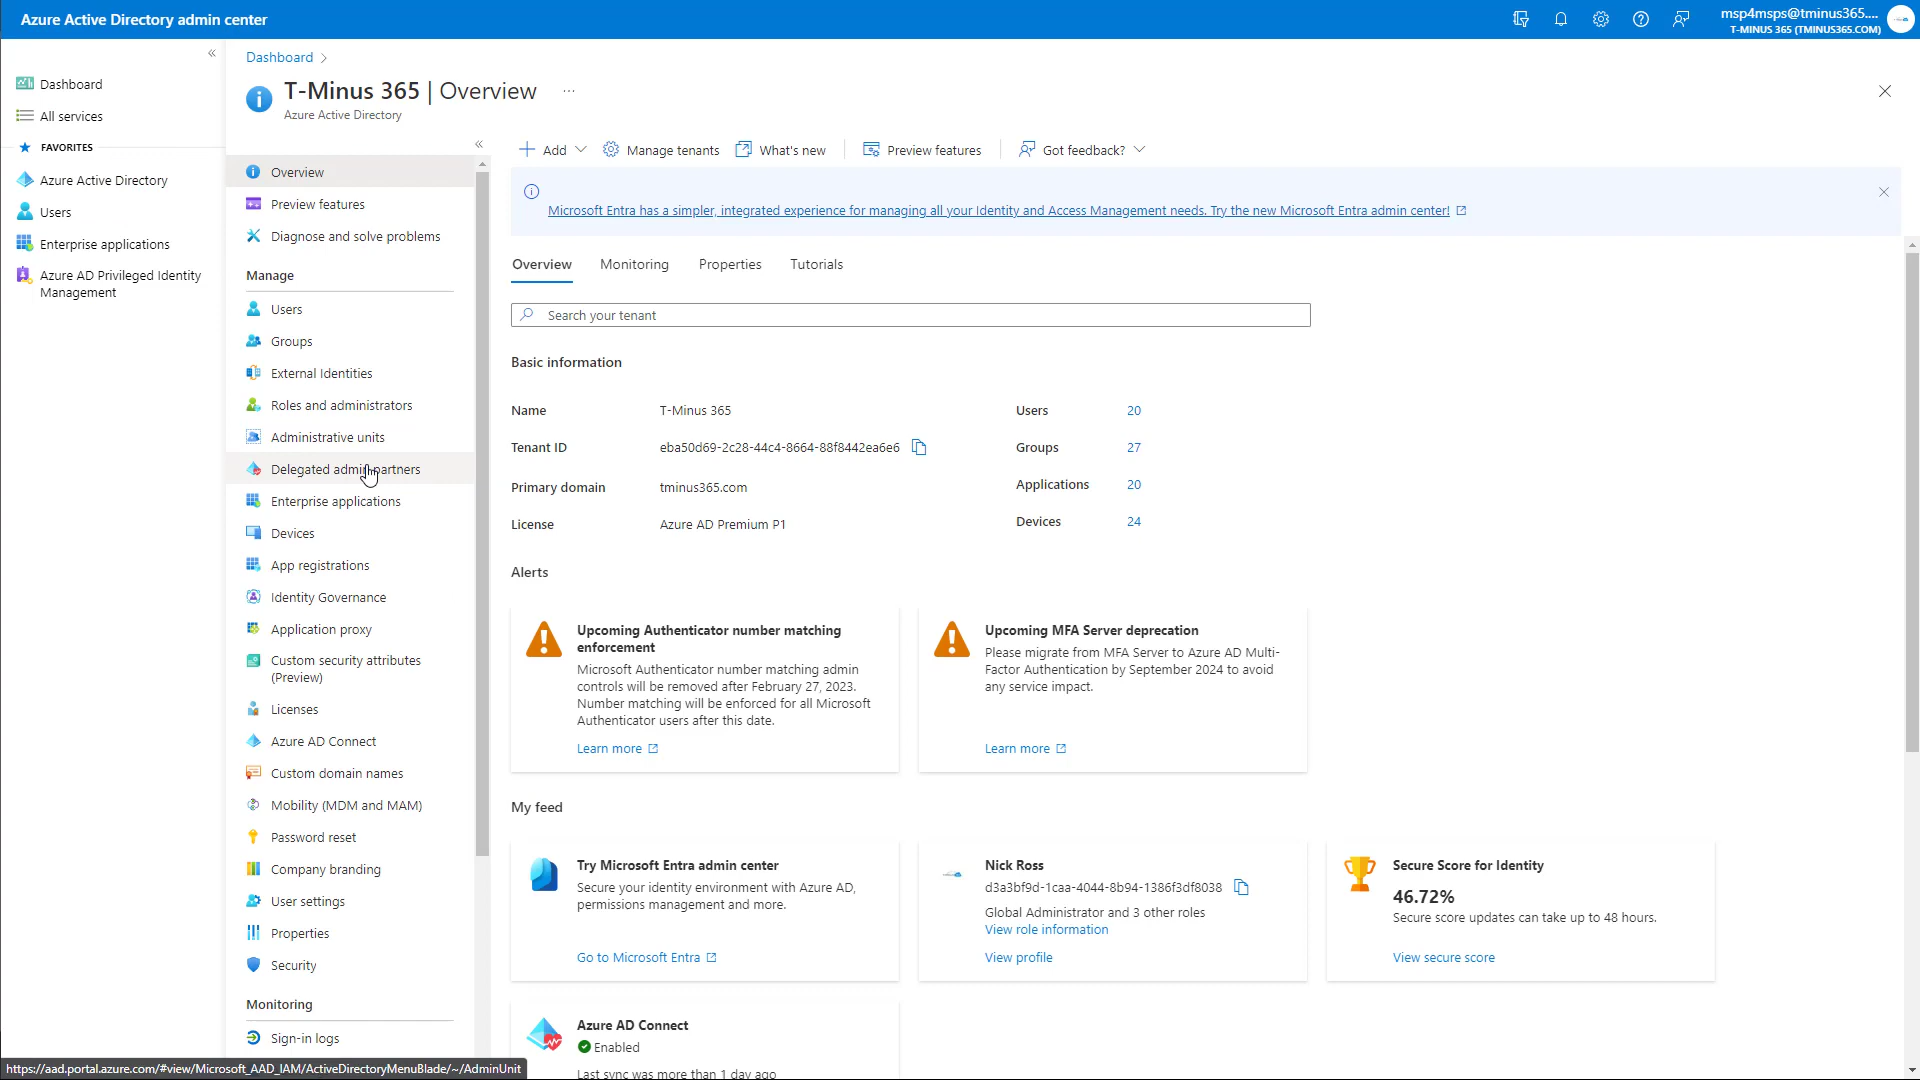 Azure Active Directory admin center
msp4msps@tminus365....
T-MINUS 365 (TMINUS365.COM)
Dashboard
All services
FAVORITES
Azure Active Directory
Users
Enterprise applications
Azure AD Privileged Identity
Management
Dashboard
T-Minus 365 | Overview
...
Azure Active Directory
Overview
Preview features
Diagnose and solve problems
Manage
Users
Groups
External Identities
Roles and administrators
Administrative units
Delegated admin partners
Enterprise applications
Devices
App registrations
Identity Governance
Application proxy
Custom security attributes
(Preview)
Licenses
Azure AD Connect
Custom domain names
Mobility (MDM and MAM)
Password reset
Company branding
User settings
Properties
Security
Monitoring
Sign-in logs
Add
Manage tenants
What's new
Preview features
Got feedback?
Microsoft Entra has a simpler, integrated experience for managing all your Identity and Access Management needs. Try the new Microsoft Entra admin center!
Overview
Monitoring
Properties
Tutorials
Search your tenant
Basic information
Name
T-Minus 365
Users
20
Tenant ID
eba50d69-2c28-44c4-8664-88f8442ea6e6
Groups
27
Primary domain
tminus365.com
Applications
20
License
Azure AD Premium P1
Devices
24
Alerts
Upcoming Authenticator number matching
enforcement
Microsoft Authenticator number matching admin
controls will be removed after February 27, 2023.
Number matching will be enforced for all Microsoft
Authenticator users after this date.
Learn more
Upcoming MFA Server deprecation
Please migrate from MFA Server to Azure AD Multi-
Factor Authentication by September 2024 to avoid
any service impact.
Learn more
My feed
Try Microsoft Entra admin center
Secure your identity environment with Azure AD,
permissions management and more.
Go to Microsoft Entra
Nick Ross
d3a3bf9d-1caa-4044-8b94-1386f3df8038
Global Administrator and 3 other roles
View role information
View profile
Secure Score for Identity
46.72%
Secure score updates can take up to 48 hours.
View secure score
Azure AD Connect
Enabled
Last sync was more than 1 day ago
https://aad.portal.azure.com/#view/Microsoft_AAD_IAM/ActiveDirectoryMenuBlade/~/AdminUnit